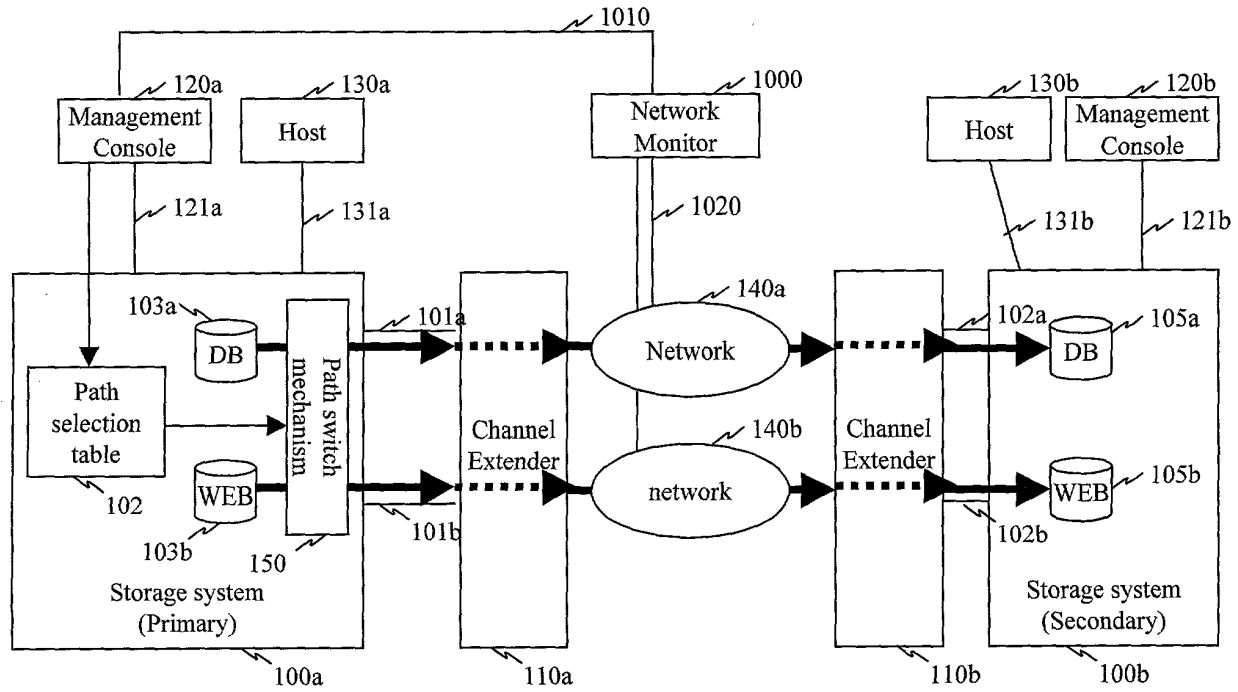 1010
120a
130a
1000
130b
120b
Management
Console
Host
Network
Monitor
Host
Management
Console
121a
131a
1020
131b
121b
103a
101a
140a
102a
105a
DB
Path switch
mechanism
Network
DB
Path
selection
table
Channel
Extender
140b
Channel
Extender
WEB
network
WEB
105b
102
101b
102b
103b
150
Storage system
(Primary)
Storage system
(Secondary)
100a
110a
110b
100b